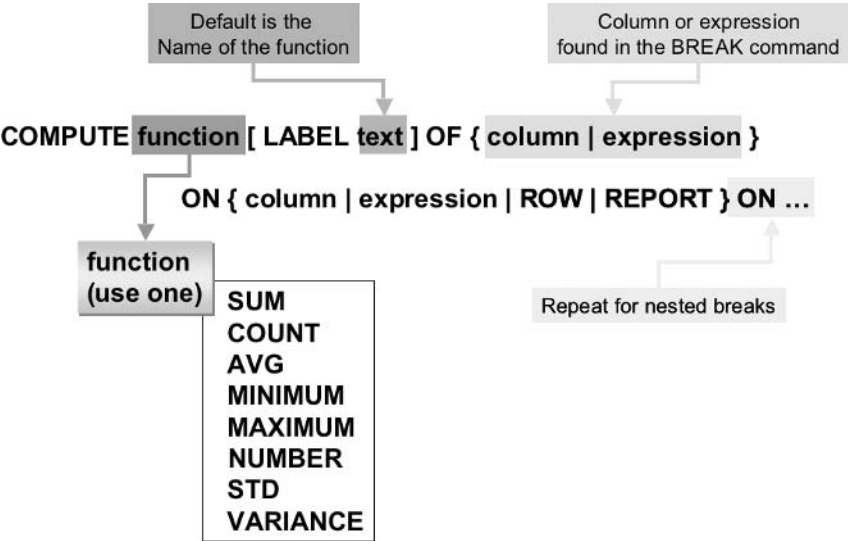 Default is the
Name of the function
Column or expression
found in the BREAK command
COMPUTE function [ LABEL text ] OF { column | expression }
ON { column | expression | ROW | REPORT } ON ...
function
(use one)
SUM
COUNT
AVG
MINIMUM
MAXIMUM
NUMBER
STD
VARIANCE
Repeat for nested breaks